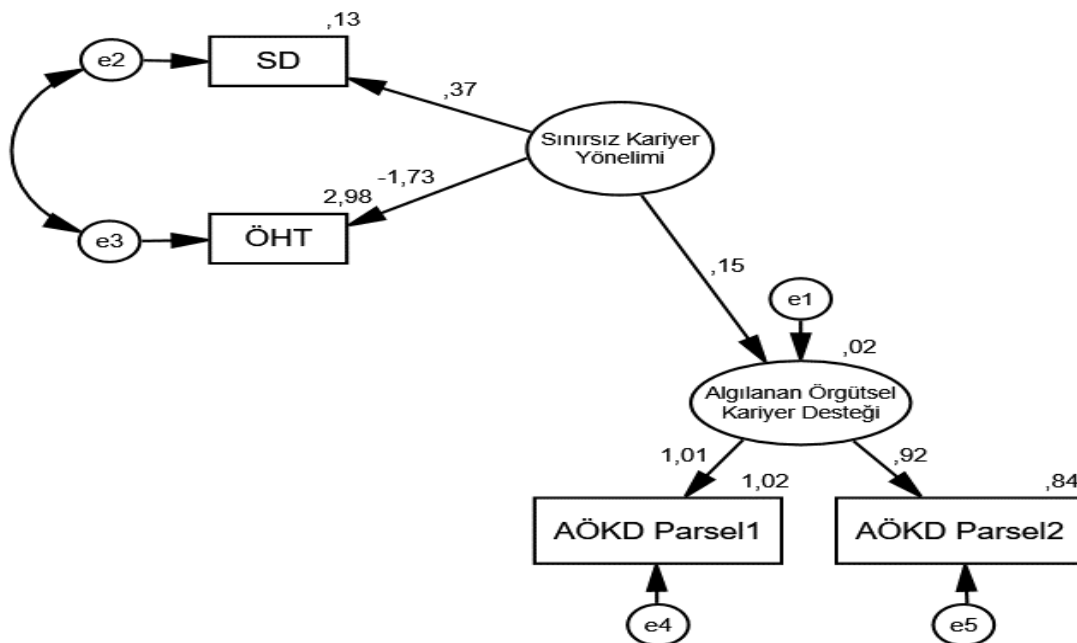 ,13
e2
SD
,37
Sınırsız Kariyer
Yönelimi
-1,73
2,98
e3
ÖHT
,15
e1
,02
Algılanan Örgütsel
Kariyer Desteği
1,01
,92
1,02
,84
AÖKD Parsel1
AÖKD Parsel2
e4
e5